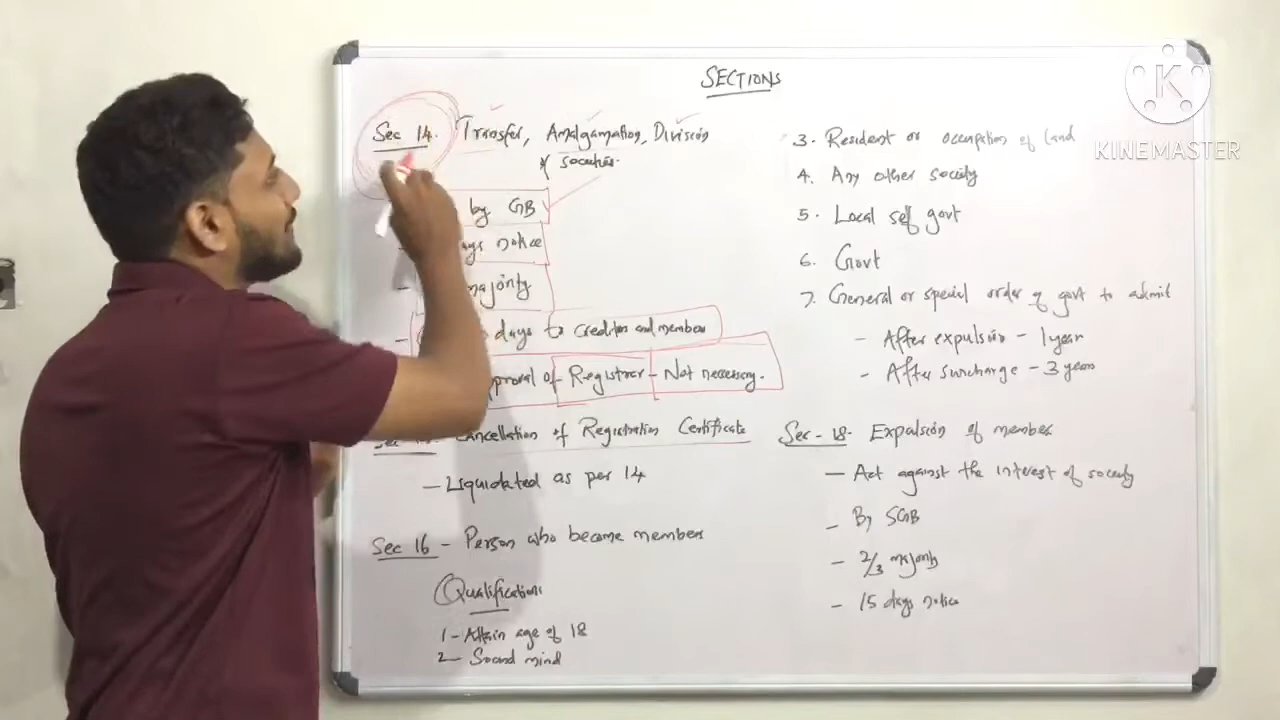 SECTIONS
Sec 14. Transfer, Amalgamation, Division
of societies.
by GB
notice
majority
days to creditors and members
of Registrar - Not necessary.
Cancellation of Registration Certificate
- Liquidated as per 14
Sec 16 - Person who become members
Qualifications
1 - Attain age of 18
2 - Sound mind
3. Resident or occupation of land
4. Any other society
5. Local self govt
6. Govt
7. General or special order of govt to admit
- After expulsion - 1 year
- After surcharge - 3 years
Sec - 18 - Expulsion of member
- Act against the interest of society
- By SGB
- 2/3 majority
- 15 days notice
K
KINEMASTER